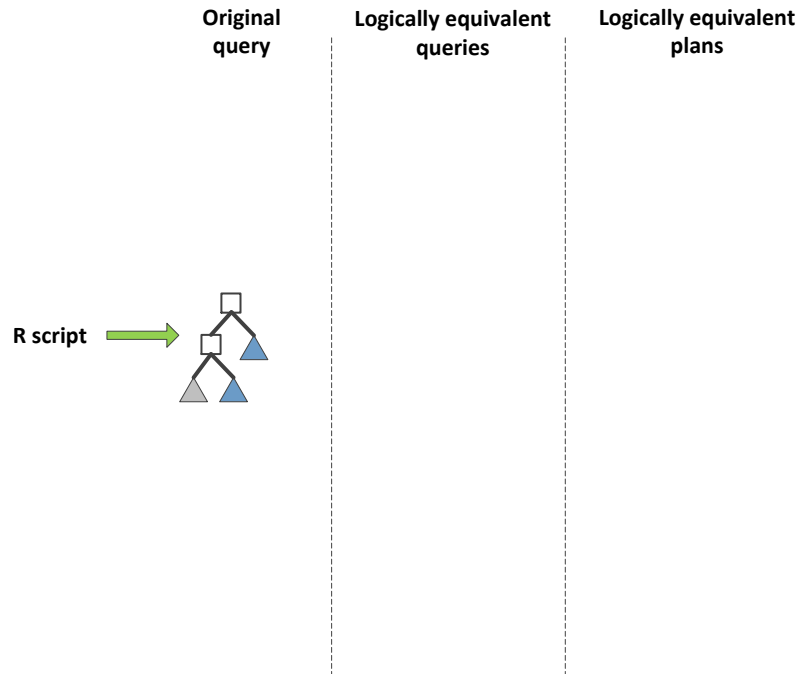 Original
query
Logically equivalent
queries
Logically equivalent
plans
R script